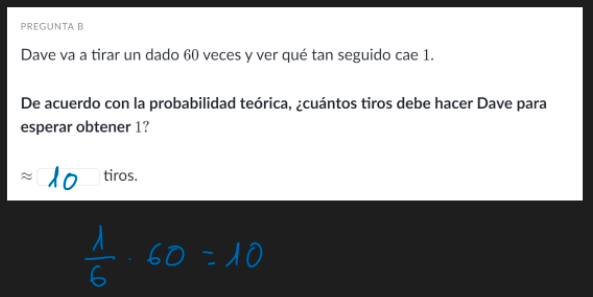 PREGUNTA B
Dave va a tirar un dado 60 veces y ver qué tan seguido cae 1.
De acuerdo con la probabilidad teórica, ¿cuántos tiros debe hacer Dave para
esperar obtener 1?
≈ 10 tiros.
1/6 · 60 = 10